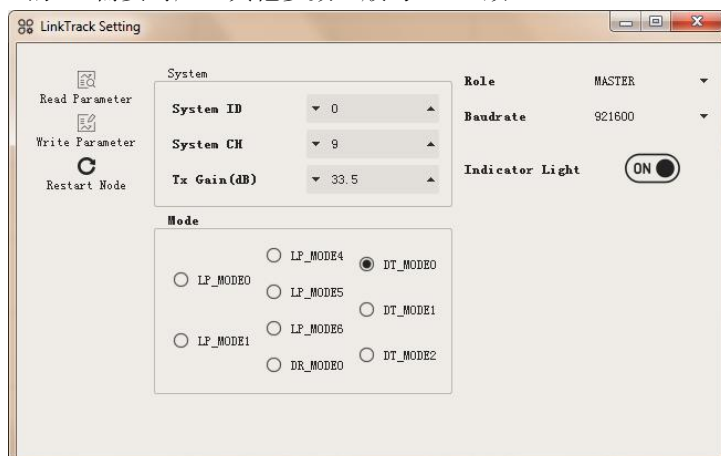 LinkTrack Setting
Read Parameter
Write Parameter
Restart Node
System
System ID
0
System CH
9
Tx Gain(dB)
33.5
Role
MASTER
Baudrate
921600
Indicator Light
ON
Mode
LP_MODE0
LP_MODE1
LP_MODE4
LP_MODE5
LP_MODE6
DR_MODE0
DT_MODE0
DT_MODE1
DT_MODE2